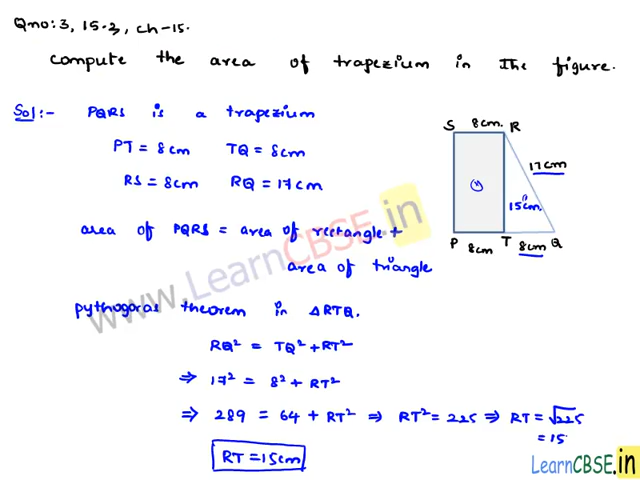 Qno:3, 15.3, ch-15.
Compute the area of trapezium in the figure.
Sol:- PQRS is a trapezium
PT = 8cm TQ = 8cm
RS = 8cm RQ = 17cm
area of PQRS = area of rectangle +
area of triangle
pythogoras theorem in △RTQ.
RQ² = TQ² + RT²
⇒ 17² = 8² + RT²
⇒ 289 = 64 + RT² ⇒ RT² = 225 ⇒ RT = √225
= 15
RT = 15cm
S 8cm. R
17cm
15cm.
P T Q
8cm 8cm
www.LearnCBSE.in
LearnCBSE.in